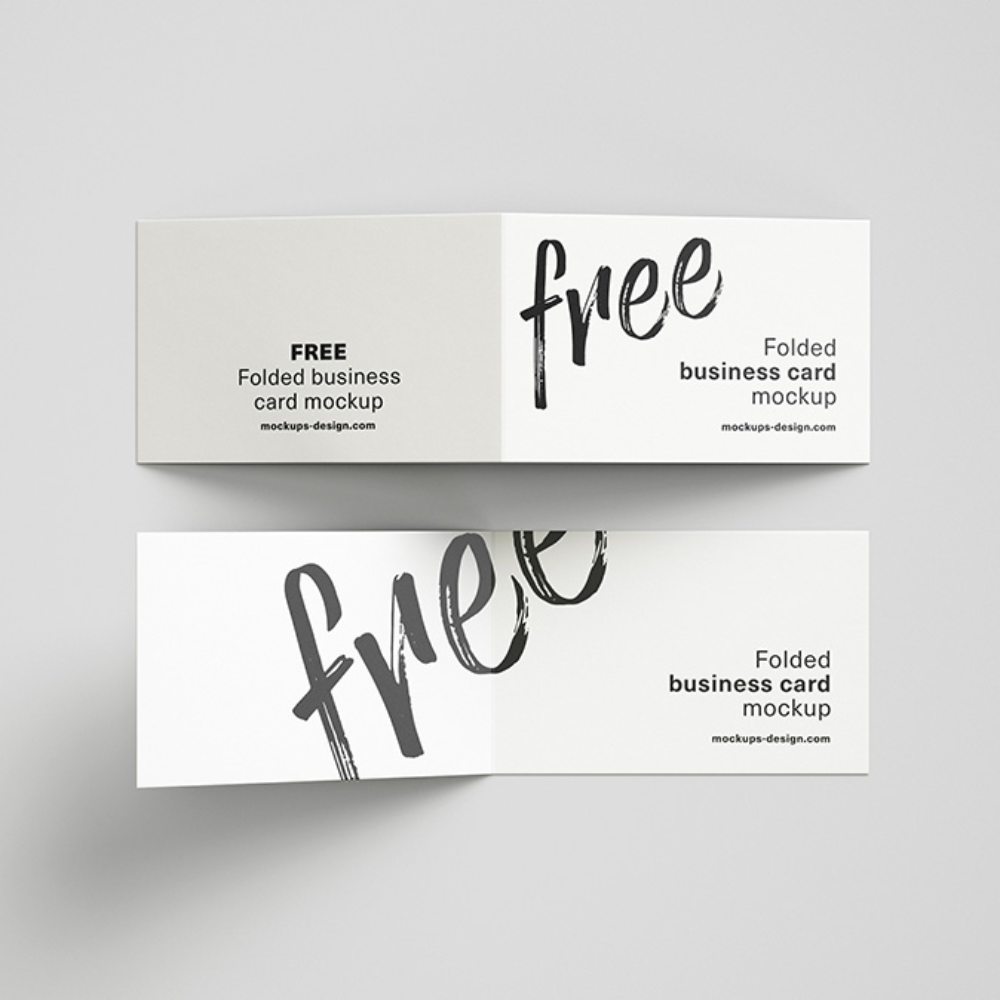 FREE
Folded business
card mockup
mockups-design.com
free
Folded
business card
mockup
mockups-design.com
free
Folded
business card
mockup
mockups-design.com